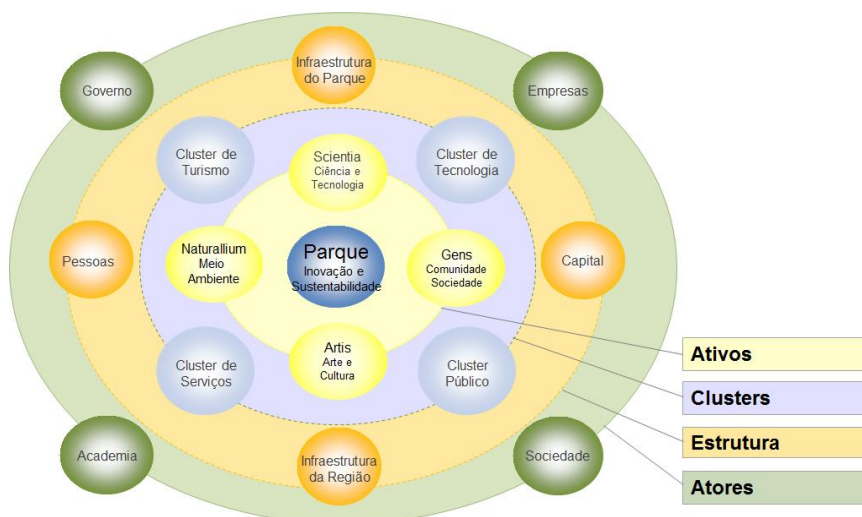 Infraestrutura
do Parque
Governo
Empresas
Cluster de
Turismo
Scientia
Ciência e
Tecnologia
Cluster de
Tecnologia
Pessoas
Naturallium
Meio
Ambiente
Parque
Inovação e
Sustentabilidade
Gens
Comunidade
Sociedade
Capital
Cluster de
Serviços
Artis
Arte e
Cultura
Cluster
Público
Academia
Infraestrutura
da Região
Sociedade
Ativos
Clusters
Estrutura
Atores